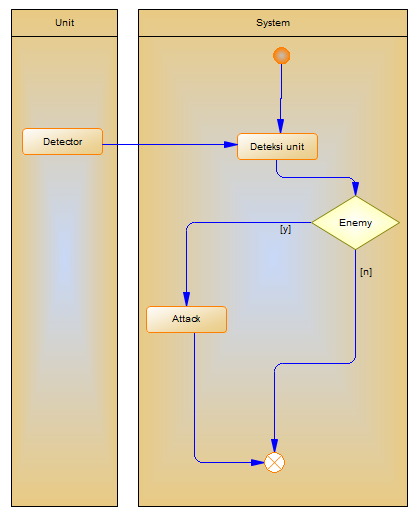 Unit
System
Detector
Deteksi unit
Enemy
[y]
[n]
Attack